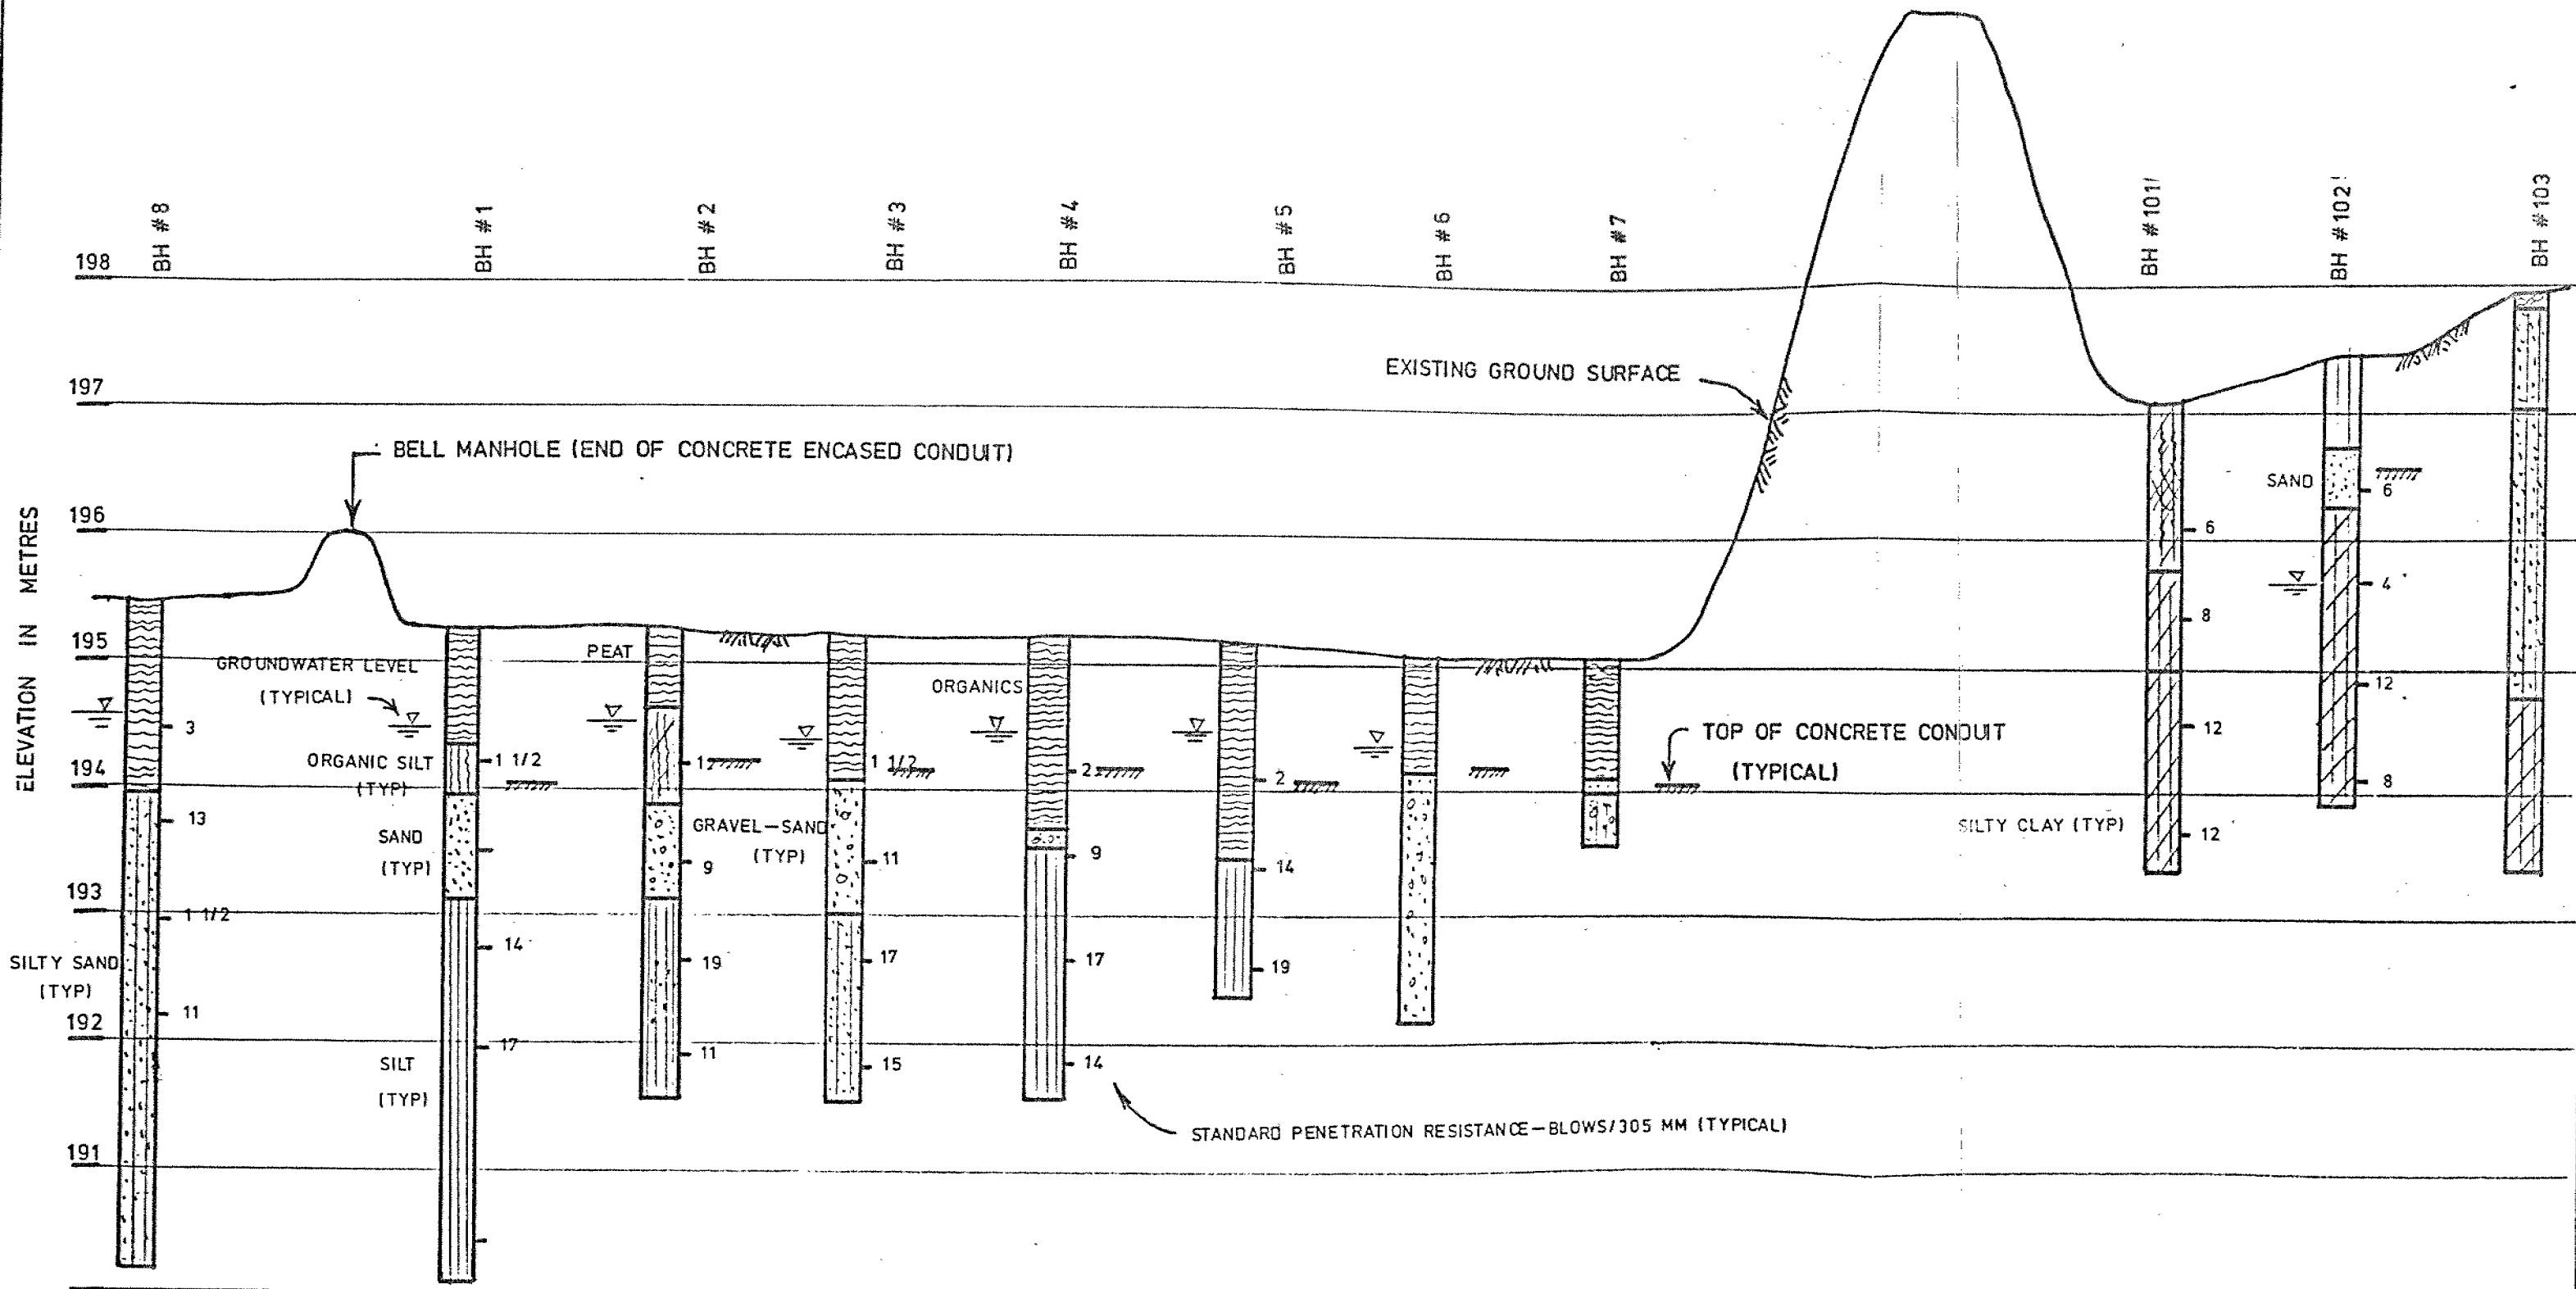 BH #8
BH #1
BH #2
BH #3
BH #4
BH #5
BH #6
BH #7
BH #101
BH #102
BH #103
198
197
196
195
194
193
192
191
ELEVATION IN METRES
EXISTING GROUND SURFACE
BELL MANHOLE (END OF CONCRETE ENCASED CONDUIT)
GROUNDWATER LEVEL
(TYPICAL)
PEAT
ORGANICS
ORGANIC SILT
(TYP)
SAND
(TYP)
GRAVEL-SAND
(TYP)
TOP OF CONCRETE CONDUIT
(TYPICAL)
SAND
SILTY CLAY (TYP)
SILTY SAND
(TYP)
SILT
(TYP)
STANDARD PENETRATION RESISTANCE-BLOWS/305 MM (TYPICAL)
3
13
1 1/2
11
1 1/2
14
17
1
9
19
11
1 1/2
11
17
15
2
9
17
14
2
14
19
6
8
12
12
6
4
12
8